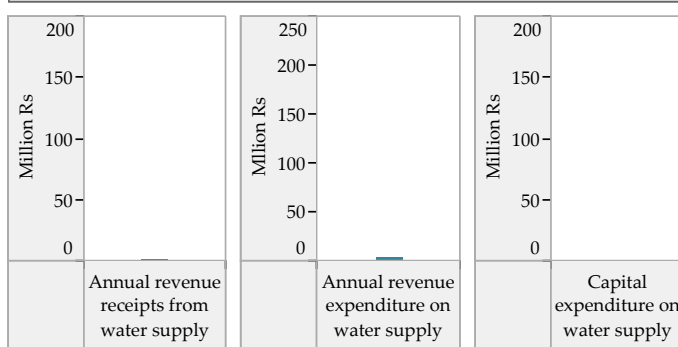 200
150
100
50
0
Million Rs
Annual revenue
receipts from
water supply
250
200
150
100
50
0
MIlion Rs
Annual revenue
expenditure on
water supply
200
150
100
50
0
Million Rs
Capital
expenditure on
water supply